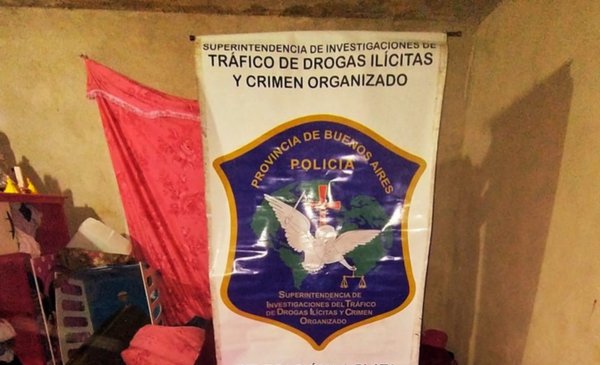 SUPERINTENDENCIA DE INVESTIGACIONES DE
TRÁFICO DE DROGAS ILÍCITAS
Y CRIMEN ORGANIZADO
PROVINCIA DE BUENOS AIRES
POLICIA
SUPERINTENDENCIA DE
INVESTIGACIONES DEL TRÁFICO
DE DROGAS ILÍCITAS Y CRIMEN
ORGANIZADO